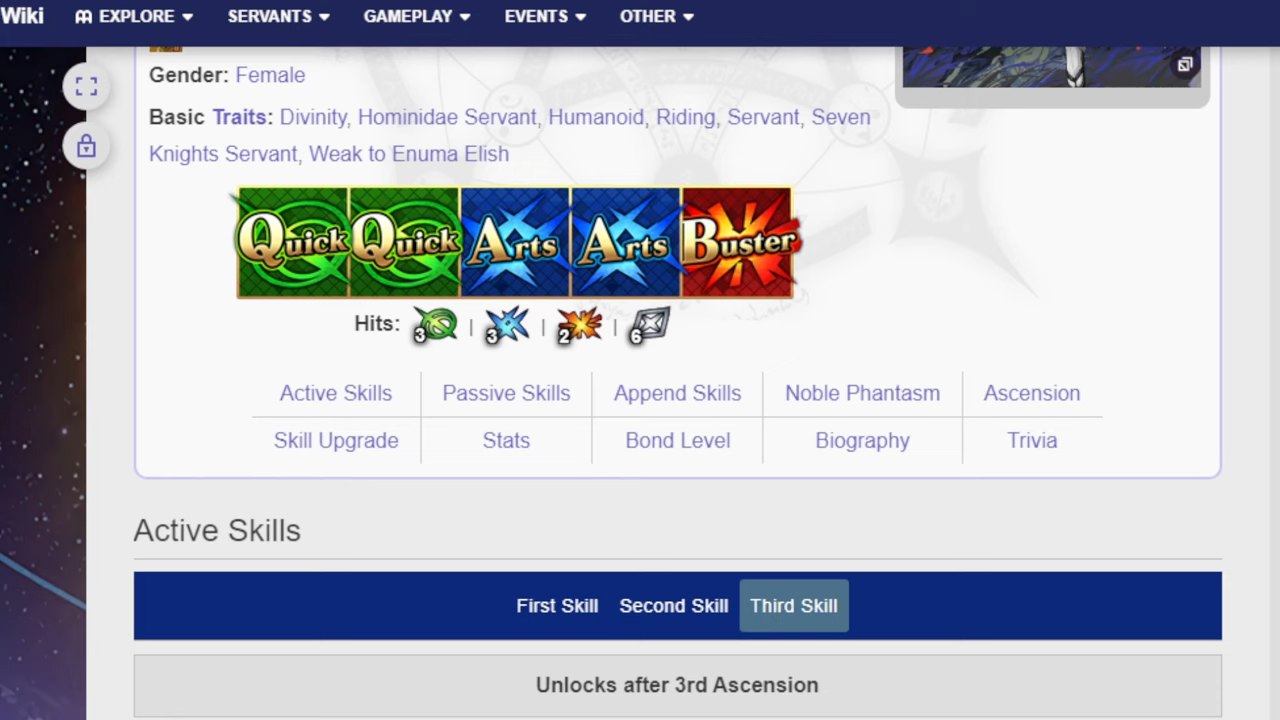 Wiki EXPLORE SERVANTS GAMEPLAY EVENTS OTHER
Gender: Female
Basic Traits: Divinity, Hominidae Servant, Humanoid, Riding, Servant, Seven
Knights Servant, Weak to Enuma Elish
Quick Quick Arts Arts Buster
Hits: 3 | 3 | 2 | 6
Active Skills Passive Skills Append Skills Noble Phantasm Ascension
Skill Upgrade Stats Bond Level Biography Trivia
Active Skills
First Skill Second Skill Third Skill
Unlocks after 3rd Ascension